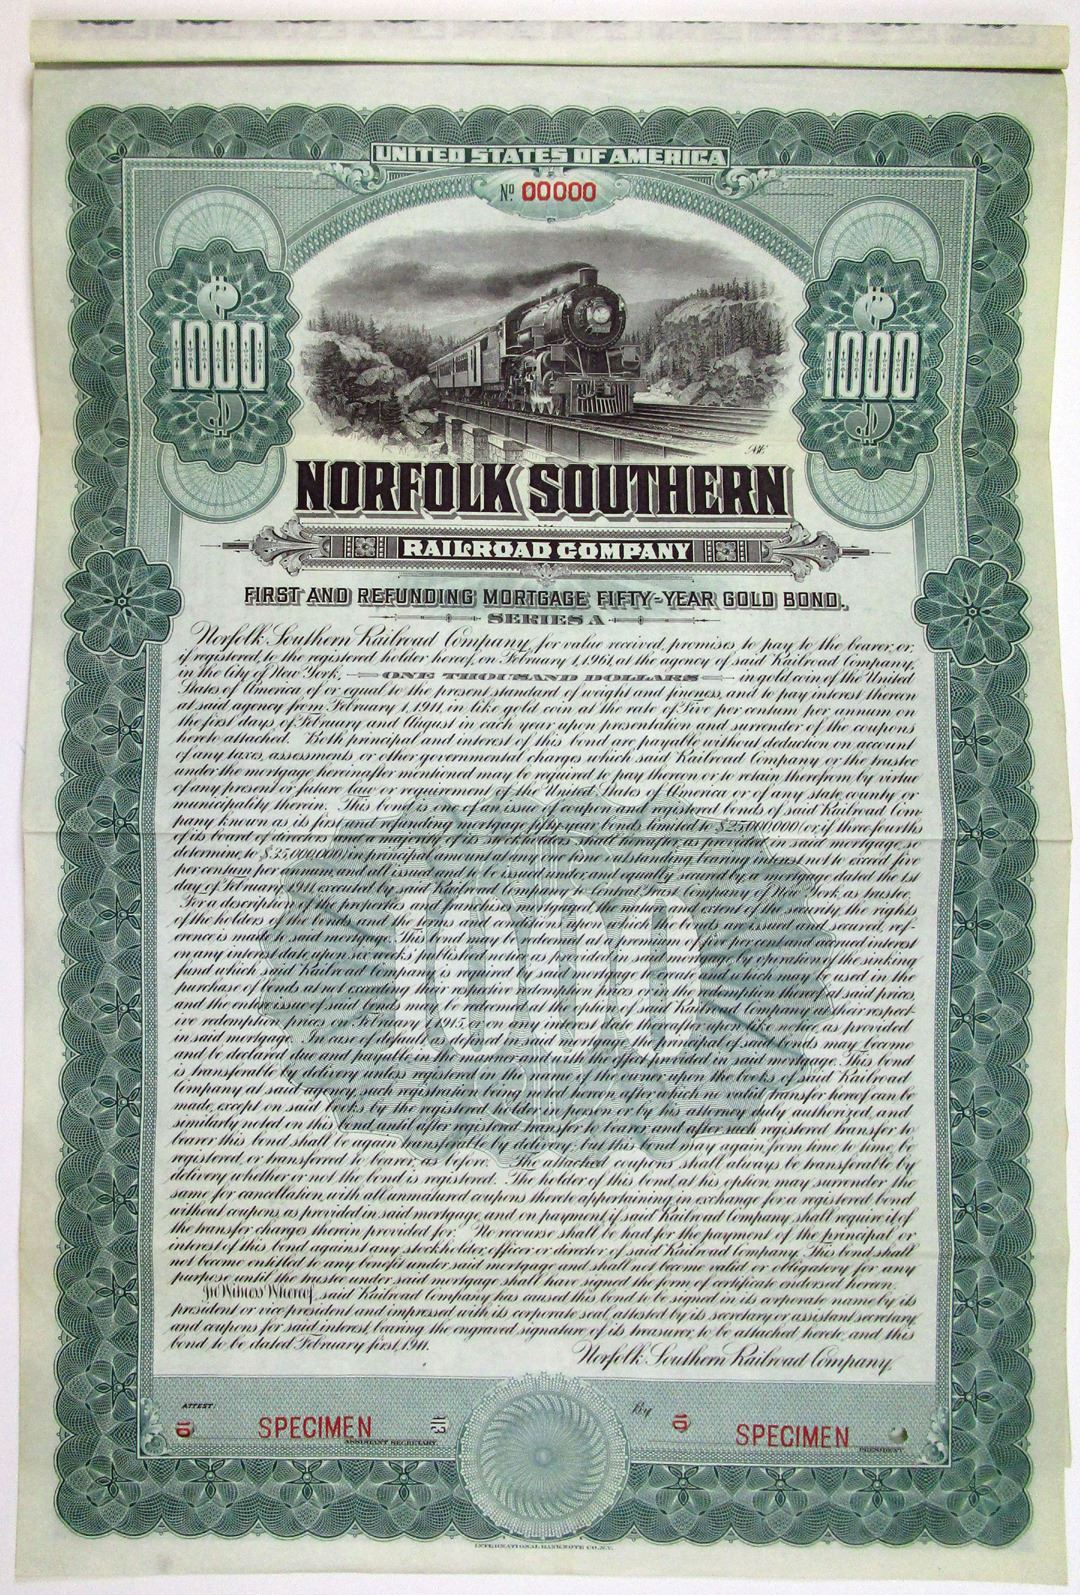 UNITED STATES OF AMERICA
No. 00000
$ 1000 D
$ 1000 D
NORFOLK SOUTHERN
RAILROAD COMPANY
FIRST AND REFUNDING MORTGAGE FIFTY-YEAR GOLD BOND,
SERIES A
Norfolk Southern Railroad Company, for value received, promises to pay to the bearer, or,
if registered, to the registered holder hereof, on February 1, 1961, at the agency of said Railroad Company,
in the City of New York, ONE THOUSAND DOLLARS in gold coin of the United
States of America of or equal to the present standard of weight and fineness, and to pay interest thereon
at said agency from February 1, 1911, in like gold coin at the rate of Five per centum per annum on
the first days of February and August in each year upon presentation and surrender of the coupons
hereto attached. Both principal and interest of this bond are payable without deduction on account
of any taxes, assessments or other governmental charges which said Railroad Company or the trustee
under the mortgage hereinafter mentioned may be required to pay thereon or to retain therefrom by virtue
of any present or future law or requirement of the United States of America or of any state, county or
municipality therein. This bond is one of an issue of coupon and registered bonds of said Railroad Com
pany known as its first and refunding mortgage fifty year bonds limited to $25,000,000 (or, if three fourths
of its board of directors and a majority of its stockholders shall hereafter, as provided in said mortgage, so
determine, to $35,000,000) in principal amount at any one time outstanding, bearing interest not to exceed five
per centum per annum, and all issued and to be issued under, and equally secured by, a mortgage dated the 1st
day of February, 1911, executed by said Railroad Company to Central Trust Company of New York, as trustee.
For a description of the properties and franchises mortgaged, the nature and extent of the security, the rights
of the holders of the bonds and the terms and conditions upon which the bonds are issued and secured, ref-
erence is made to said mortgage. This bond may be redeemed at a premium of five per cent and accrued interest
on any interest date upon six weeks' published notice as provided in said mortgage, by operation of the sinking
fund which said Railroad Company is required by said mortgage to create and which may be used in the
purchase of bonds at not exceeding their respective redemption prices or in the redemption thereof at said prices,
and the entire issue of said bonds may be redeemed at the option of said Railroad Company at their respect-
ive redemption prices on February 1, 1915, or on any interest date thereafter upon like notice, as provided
in said mortgage. In case of default, as defined in said mortgage, the principal of said bonds may become
and be declared due and payable, in the manner and with the effect provided in said mortgage. This bond
is transferable by delivery unless registered in the name of the owner upon the books of said Railroad
Company at said agency, such registration being noted hereon, after which no valid transfer hereof can be
made, except on said books by the registered holder, in person or by his attorney duly authorized, and
similarly noted on this bond until after registered transfer to bearer, and after such registered transfer to
bearer this bond shall be again transferable by delivery; but this bond may again, from time to time, be
registered, or transferred to bearer, as before. The attached coupons shall always be transferable by
delivery whether or not the bond is registered. The holder of this bond, at his option, may surrender the
same for cancellation, with all unmatured coupons thereto appertaining, in exchange for a registered bond
without coupons, as provided in said mortgage, and on payment, if said Railroad Company shall require it, of
the transfer charges therein provided for. No recourse shall be had for the payment of the principal or
interest of this bond against any stockholder, officer or director of said Railroad Company. This bond shall
not become entitled to any benefit under said mortgage and shall not become valid or obligatory for any
purpose until the trustee under said mortgage shall have signed the form of certificate endorsed hereon.
In Witness Whereof, said Railroad Company has caused this bond to be signed in its corporate name by its
president or vice president and impressed with its corporate seal attested by its secretary or assistant secretary,
and coupons for said interest, bearing the engraved signature of its treasurer, to be attached hereto, and this
bond to be dated February first, 1911.
Norfolk Southern Railroad Company,
ATTEST:
SPECIMEN
ASSISTANT SECRETARY.
By
SPECIMEN
PRESIDENT.
INTERNATIONAL BANK NOTE CO. N.Y.